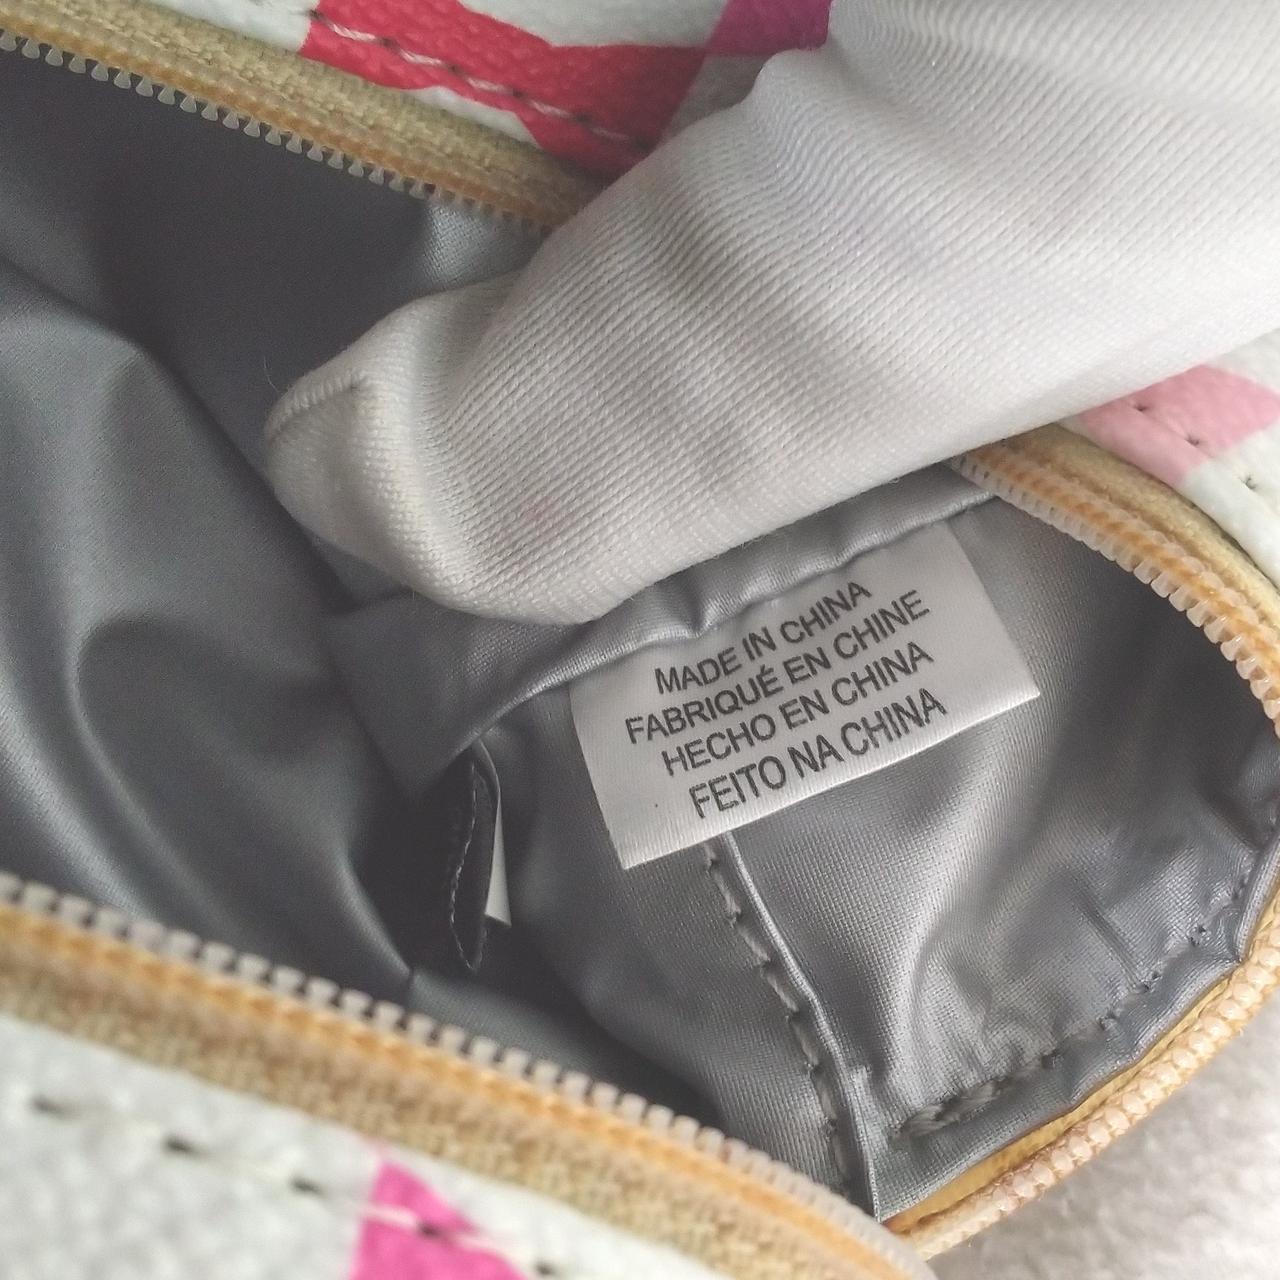 MADE IN CHINA
FABRIQUÉ EN CHINE
HECHO EN CHINA
FEITO NA CHINA